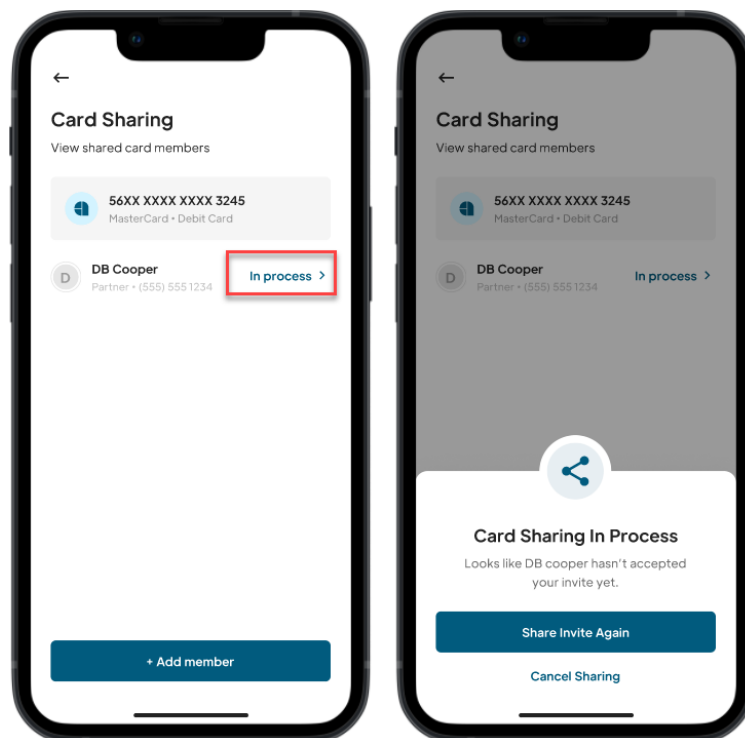 Card Sharing
View shared card members
56XX XXXX XXXX 3245
MasterCard • Debit Card
D
DB Cooper
Partner • (555) 555 1234
In process >
+ Add member
Card Sharing
View shared card members
56XX XXXX XXXX 3245
MasterCard • Debit Card
D
DB Cooper
Partner • (555) 555 1234
In process >
Card Sharing In Process
Looks like DB cooper hasn't accepted
your invite yet.
Share Invite Again
Cancel Sharing